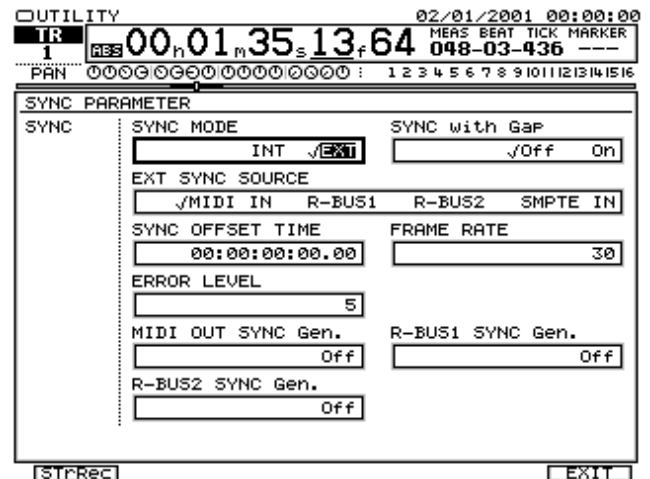 UTILITY 02/01/2001 00:00:00
TR 1 ABS 00h01m35s13f64 MEAS BEAT TICK MARKER
048-03-436 ---
PAN 1 2 3 4 5 6 7 8 9 10 11 12 13 14 15 16
SYNC PARAMETER
SYNC
SYNC MODE SYNC with Gap
INT √EXT √Off On
EXT SYNC SOURCE
√MIDI IN R-BUS1 R-BUS2 SMPTE IN
SYNC OFFSET TIME FRAME RATE
00:00:00:00.00 30
ERROR LEVEL
5
MIDI OUT SYNC Gen. R-BUS1 SYNC Gen.
Off Off
R-BUS2 SYNC Gen.
Off
STrRec EXIT